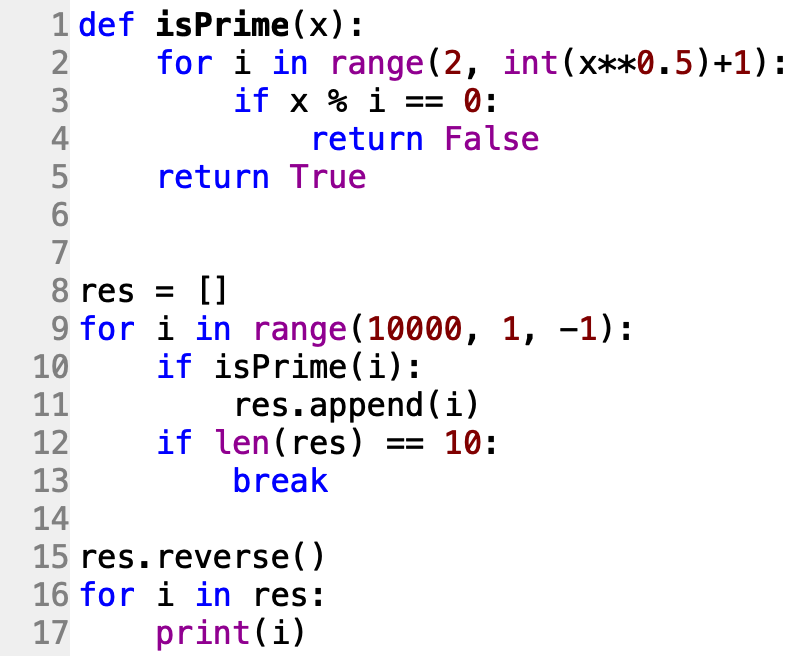 1 def isPrime(x):
2     for i in range(2, int(x**0.5)+1):
3         if x % i == 0:
4             return False
5     return True
6
7
8 res = []
9 for i in range(10000, 1, -1):
10     if isPrime(i):
11         res.append(i)
12     if len(res) == 10:
13         break
14
15 res.reverse()
16 for i in res:
17     print(i)